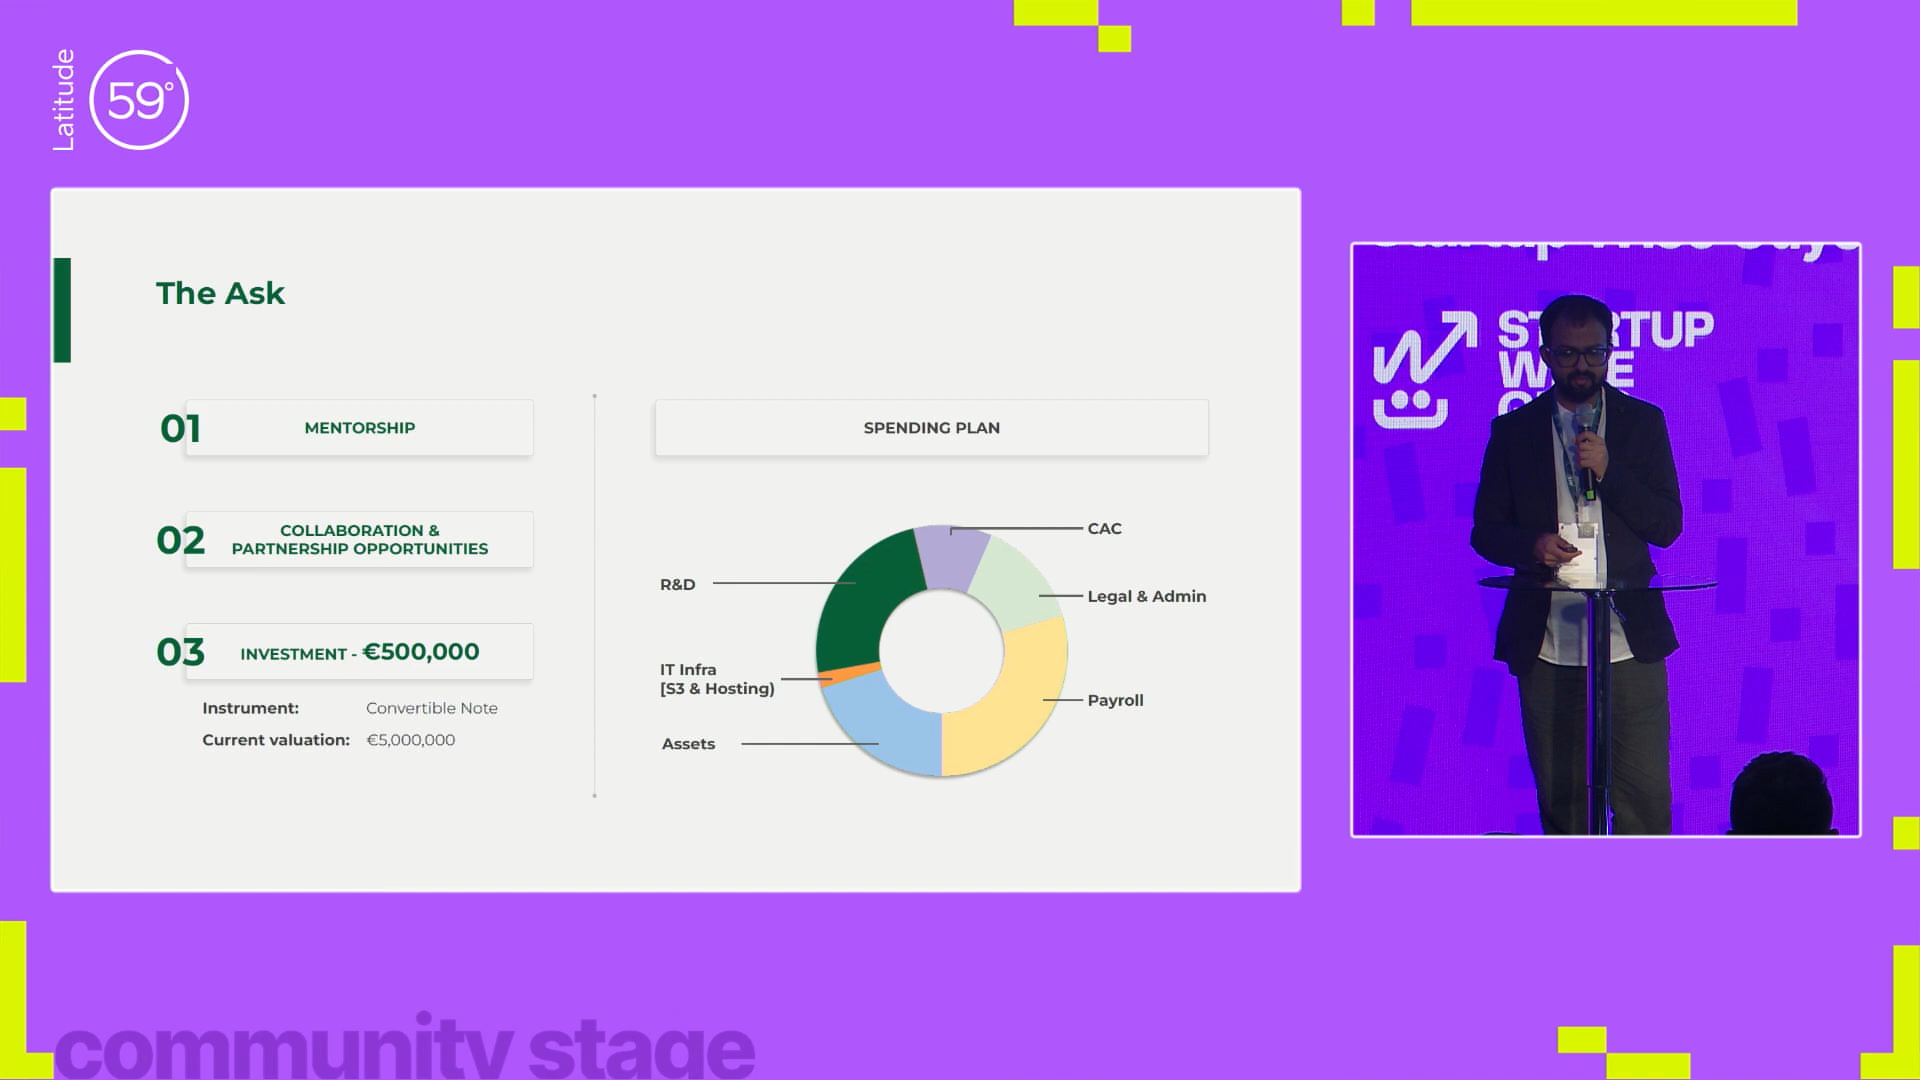 Latitude
59°
The Ask
01
MENTORSHIP
02
COLLABORATION &
PARTNERSHIP OPPORTUNITIES
03
INVESTMENT - €500,000
Instrument: Convertible Note
Current valuation: €5,000,000
SPENDING PLAN
CAC
R&D
Legal & Admin
IT Infra
[S3 & Hosting)
Payroll
Assets
community stage